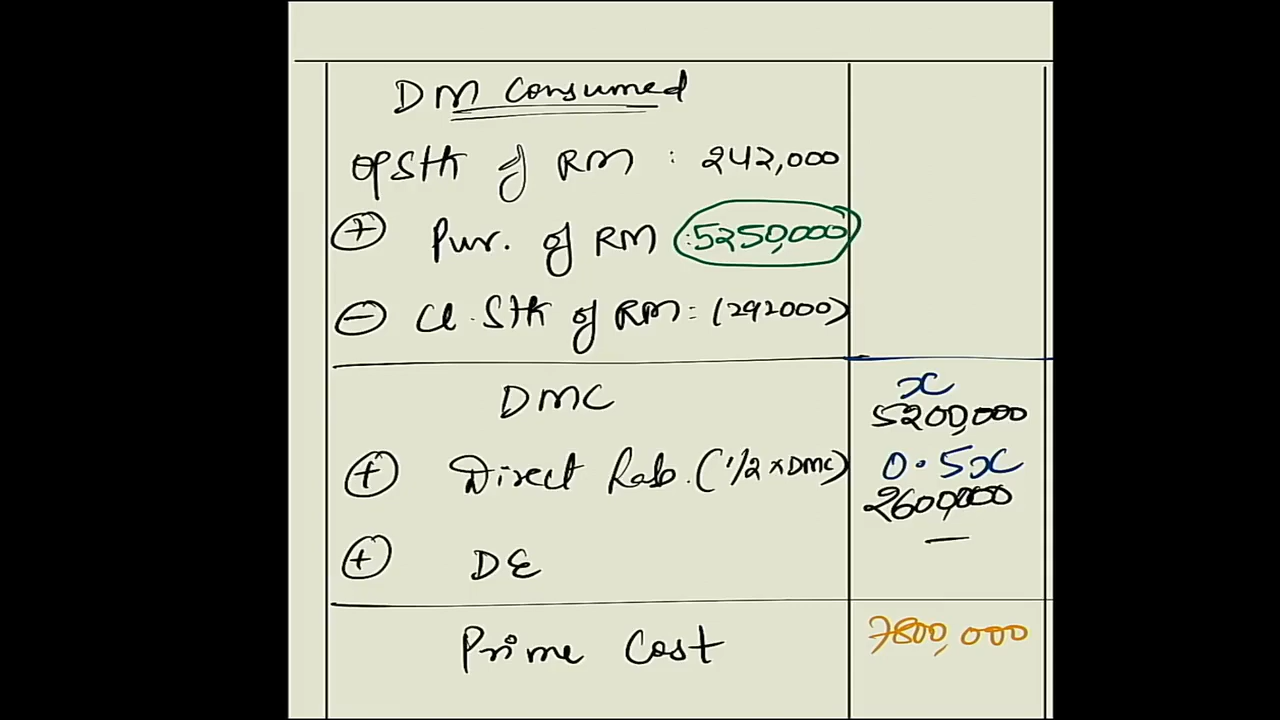 DM Consumed
OpStk of RM : 242,000
+ Pur. of RM :5250,000
- Cl. Stk of RM: (292000)
x
DMC 5200,000
+ Direct Lab. (1/2 x DMC) 0.5x
2600,000
+ DE —
Prime Cost 7800,000